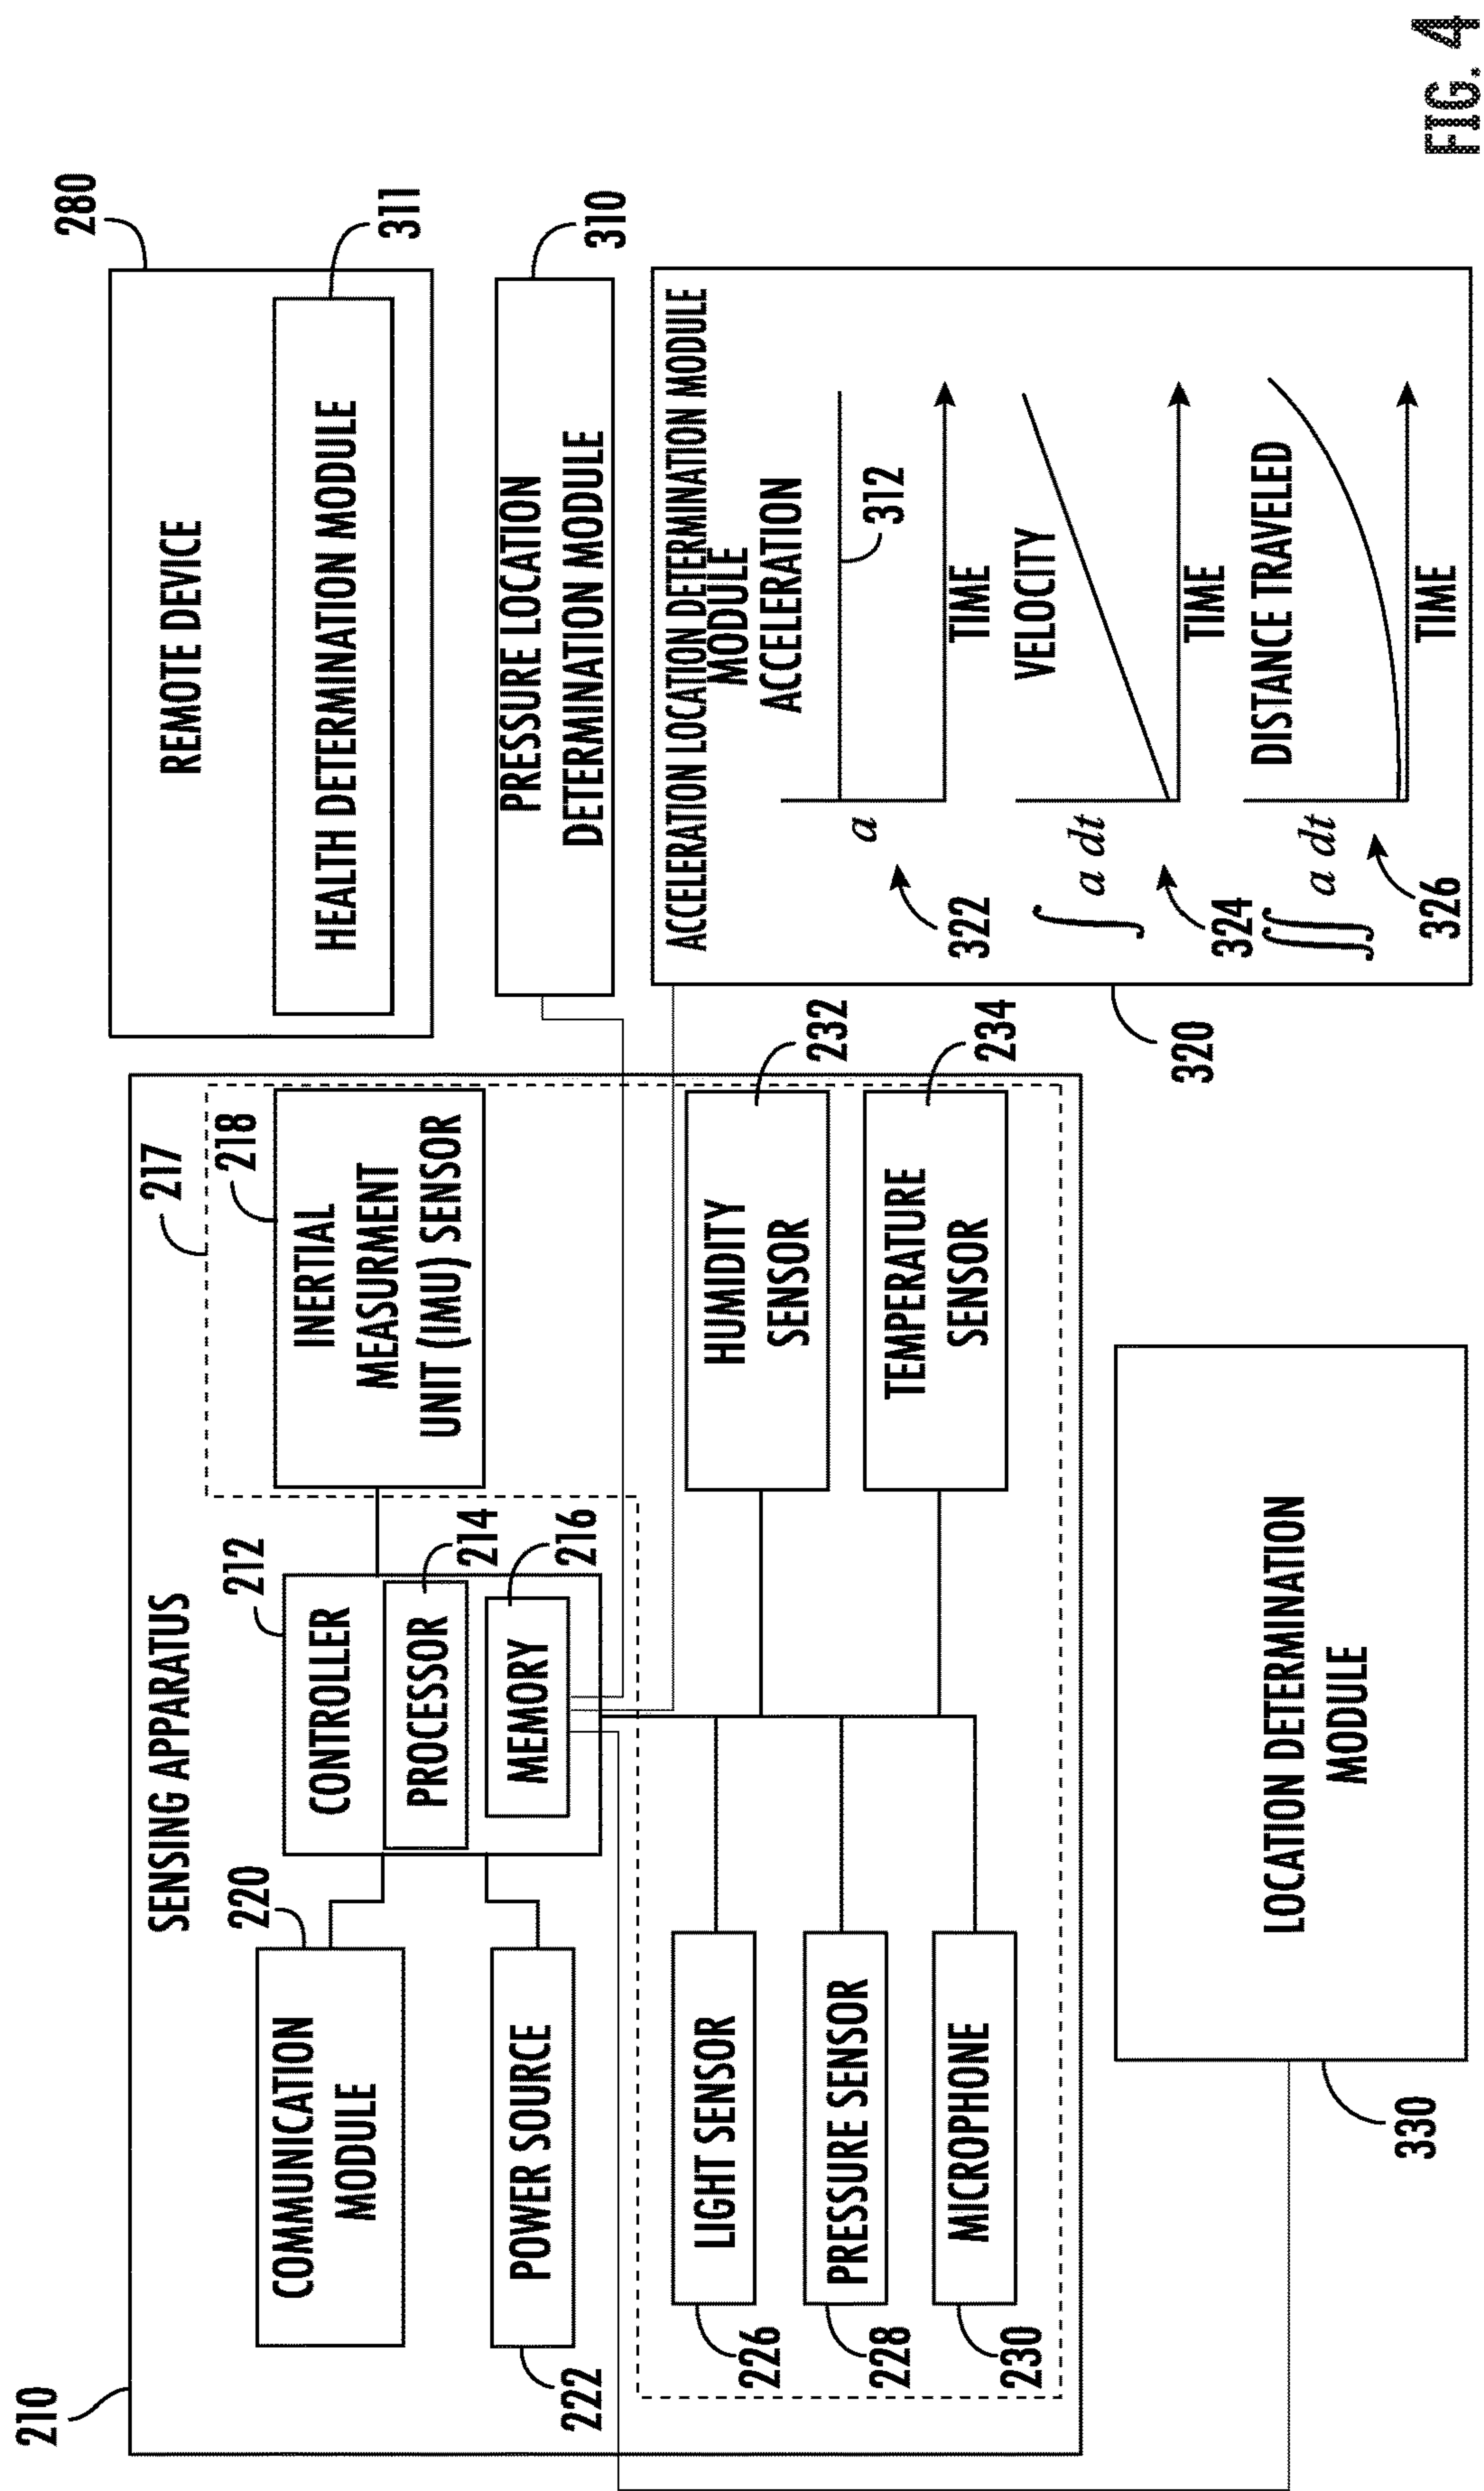 210
SENSING APPARATUS
217
COMMUNICATION
MODULE
220
POWER SOURCE
222
212
CONTROLLER
PROCESSOR
214
MEMORY
216
218
INERTIAL
MEASURMENT
UNIT (IMU) SENSOR
LIGHT SENSOR
226
PRESSURE SENSOR
228
MICROPHONE
230
HUMIDITY
SENSOR
232
TEMPERATURE
SENSOR
234
280
REMOTE DEVICE
HEALTH DETERMINATION MODULE
311
PRESSURE LOCATION
DETERMINATION MODULE
310
ACCELERATION LOCATION DETERMINATION MODULE
MODULE
ACCELERATION
a
312
322
TIME
VELOCITY
∫ a dt
324
TIME
DISTANCE TRAVELED
∬ a dt
326
TIME
320
LOCATION DETERMINATION
MODULE
330
FIG. 4